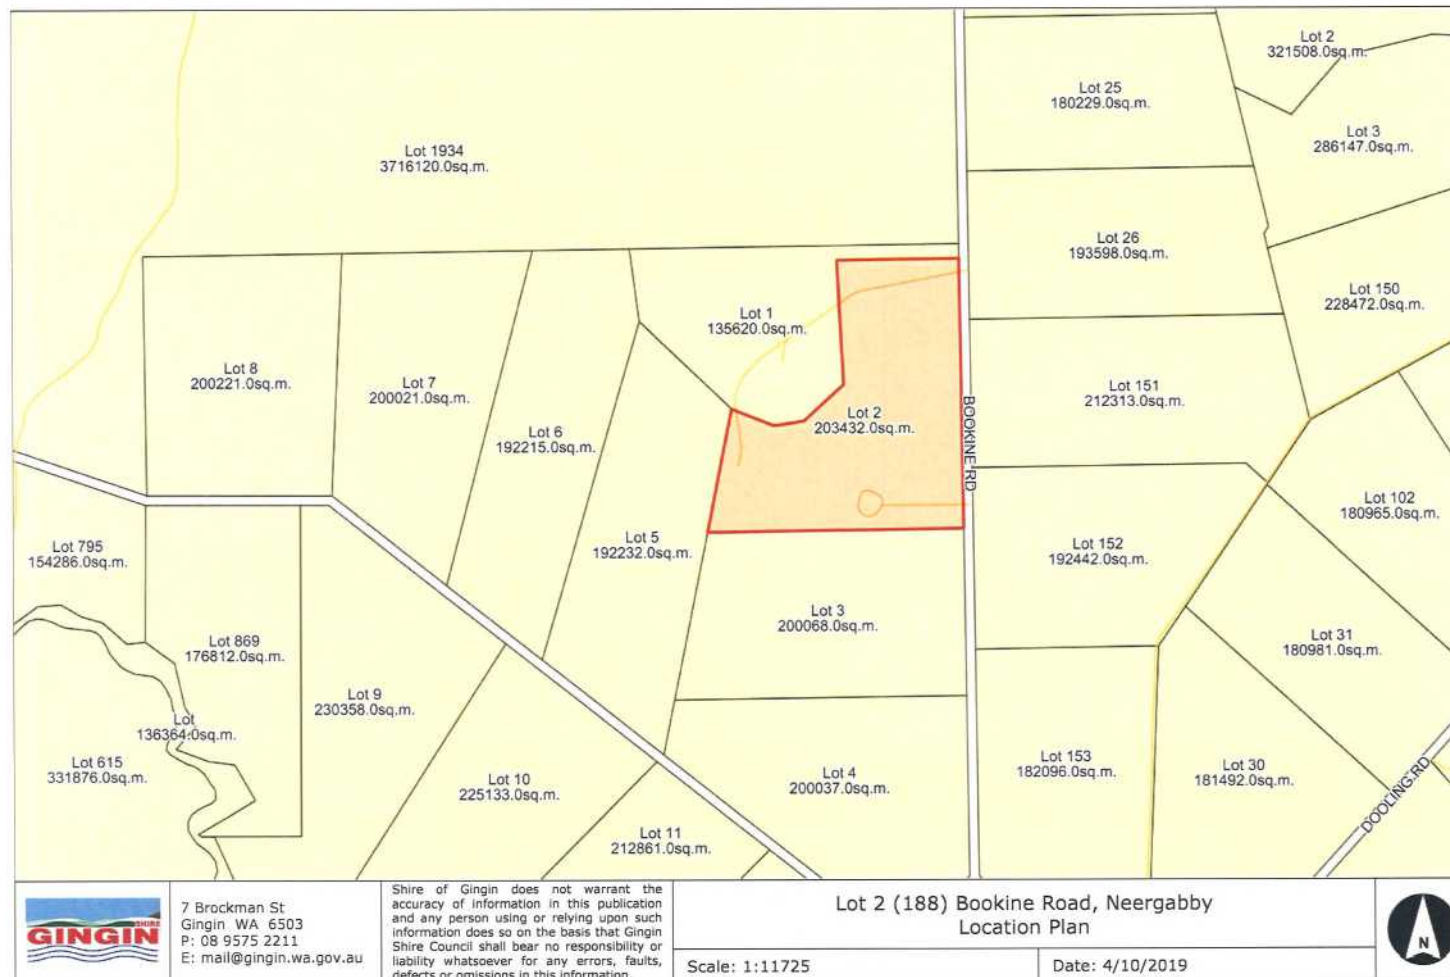 Lot 2
321508.0sq.m.
Lot 25
180229.0sq.m.
Lot 3
286147.0sq.m.
Lot 1934
3716120.0sq.m.
Lot 26
193598.0sq.m.
Lot 150
228472.0sq.m.
Lot 1
135620.0sq.m.
Lot 8
200221.0sq.m.
Lot 7
200021.0sq.m.
Lot 151
212313.0sq.m.
Lot 2
203432.0sq.m.
BOOKINE RD
Lot 6
192215.0sq.m.
Lot 102
180965.0sq.m.
Lot 5
192232.0sq.m.
Lot 795
154286.0sq.m.
Lot 152
192442.0sq.m.
Lot 3
200068.0sq.m.
Lot 869
176812.0sq.m.
Lot 31
180981.0sq.m.
Lot 9
230358.0sq.m.
Lot
136364.0sq.m.
Lot 615
331876.0sq.m.
Lot 10
225133.0sq.m.
Lot 4
200037.0sq.m.
Lot 153
182096.0sq.m.
Lot 30
181492.0sq.m.
DOOLING RD
Lot 11
212861.0sq.m.
SHIRE
GINGIN
7 Brockman St
Gingin WA 6503
P: 08 9575 2211
E: mail@gingin.wa.gov.au
Shire of Gingin does not warrant the
accuracy of information in this publication
and any person using or relying upon such
information does so on the basis that Gingin
Shire Council shall bear no responsibility or
liability whatsoever for any errors, faults,
defects or omissions in this information.
Lot 2 (188) Bookine Road, Neergabby
Location Plan
Scale: 1:11725
Date: 4/10/2019
N